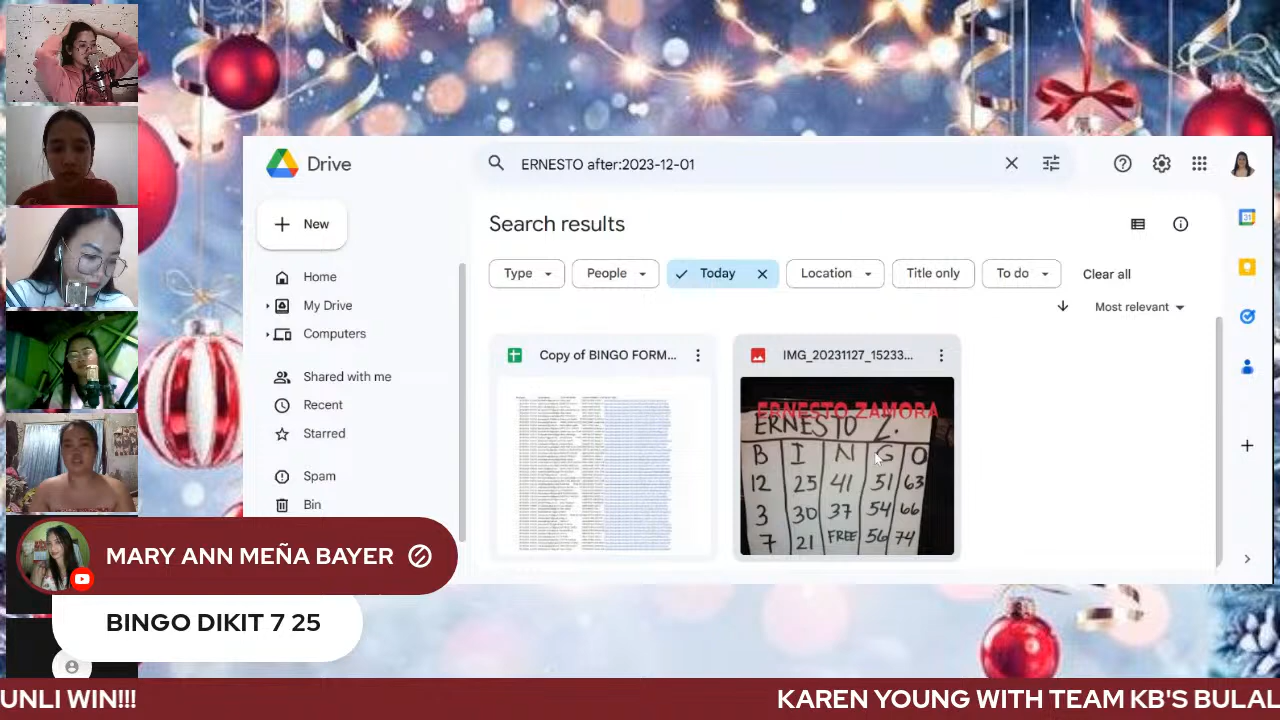 Drive
ERNESTO after:2023-12-01
New
Search results
Home
My Drive
Computers
Shared with me
Recent
Starred
Spam
Bin
Type
People
Today
Location
Title only
To do
Clear all
Most relevant
Copy of BINGO FORM...
IMG_20231127_15233...
ERNESTO ZAMORA
ERNESTO Z.
B I N G O
12 25 41 51 63
3 30 37 54 66
7 21 FREE 56 74
31
MARY ANN MEÑA BAYER
BINGO DIKIT 7 25
UNLI WIN!!! KAREN YOUNG WITH TEAM KB'S BULAL